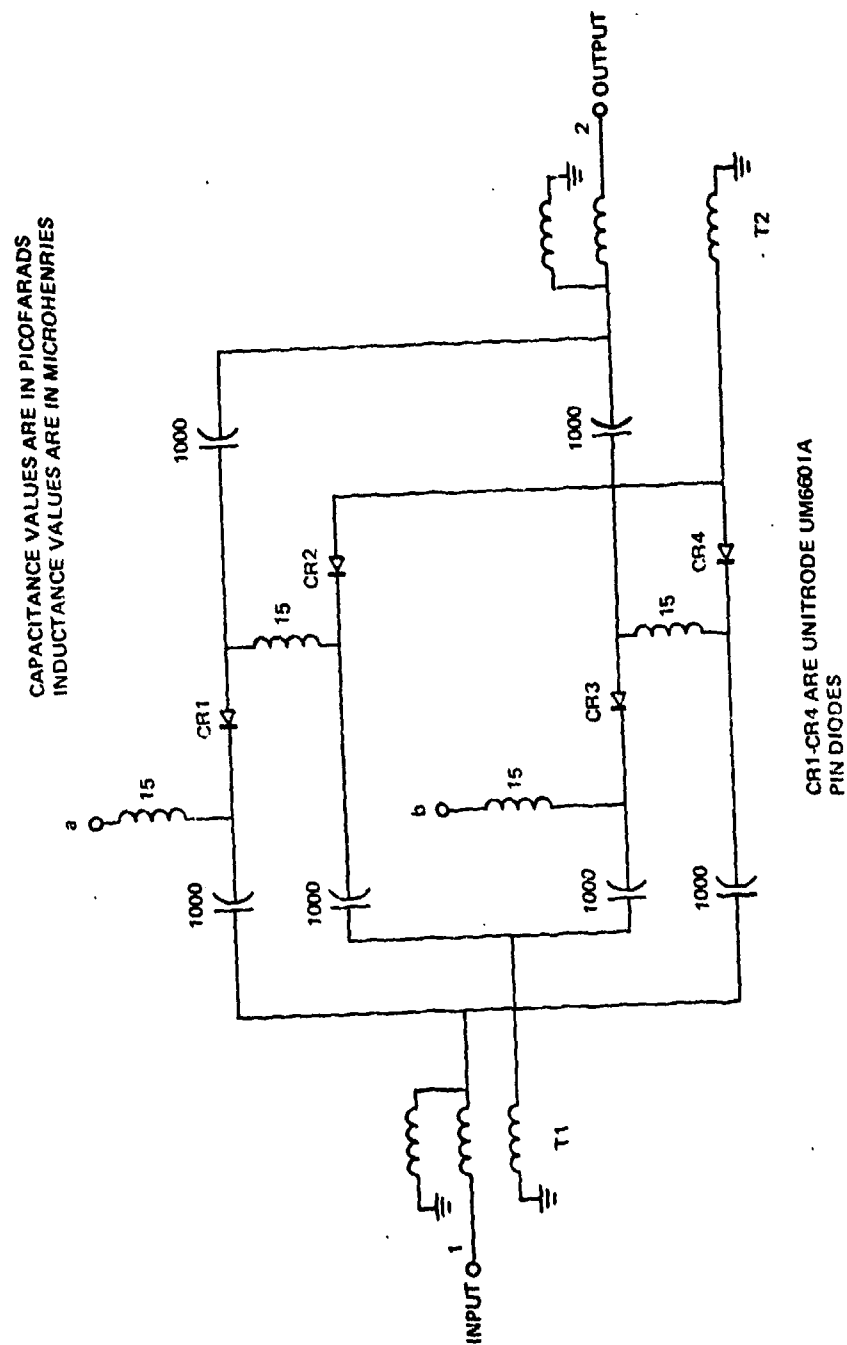 CAPACITANCE VALUES ARE IN PICOFARADS
INDUCTANCE VALUES ARE IN MICROHENRIES
a
15
1000
CR1
1000
15
1000
CR2
b
15
1000
CR3
1000
15
1000
CR4
INPUT
1
T1
2
OUTPUT
T2
CR1-CR4 ARE UNITRODE UM6601A
PIN DIODES